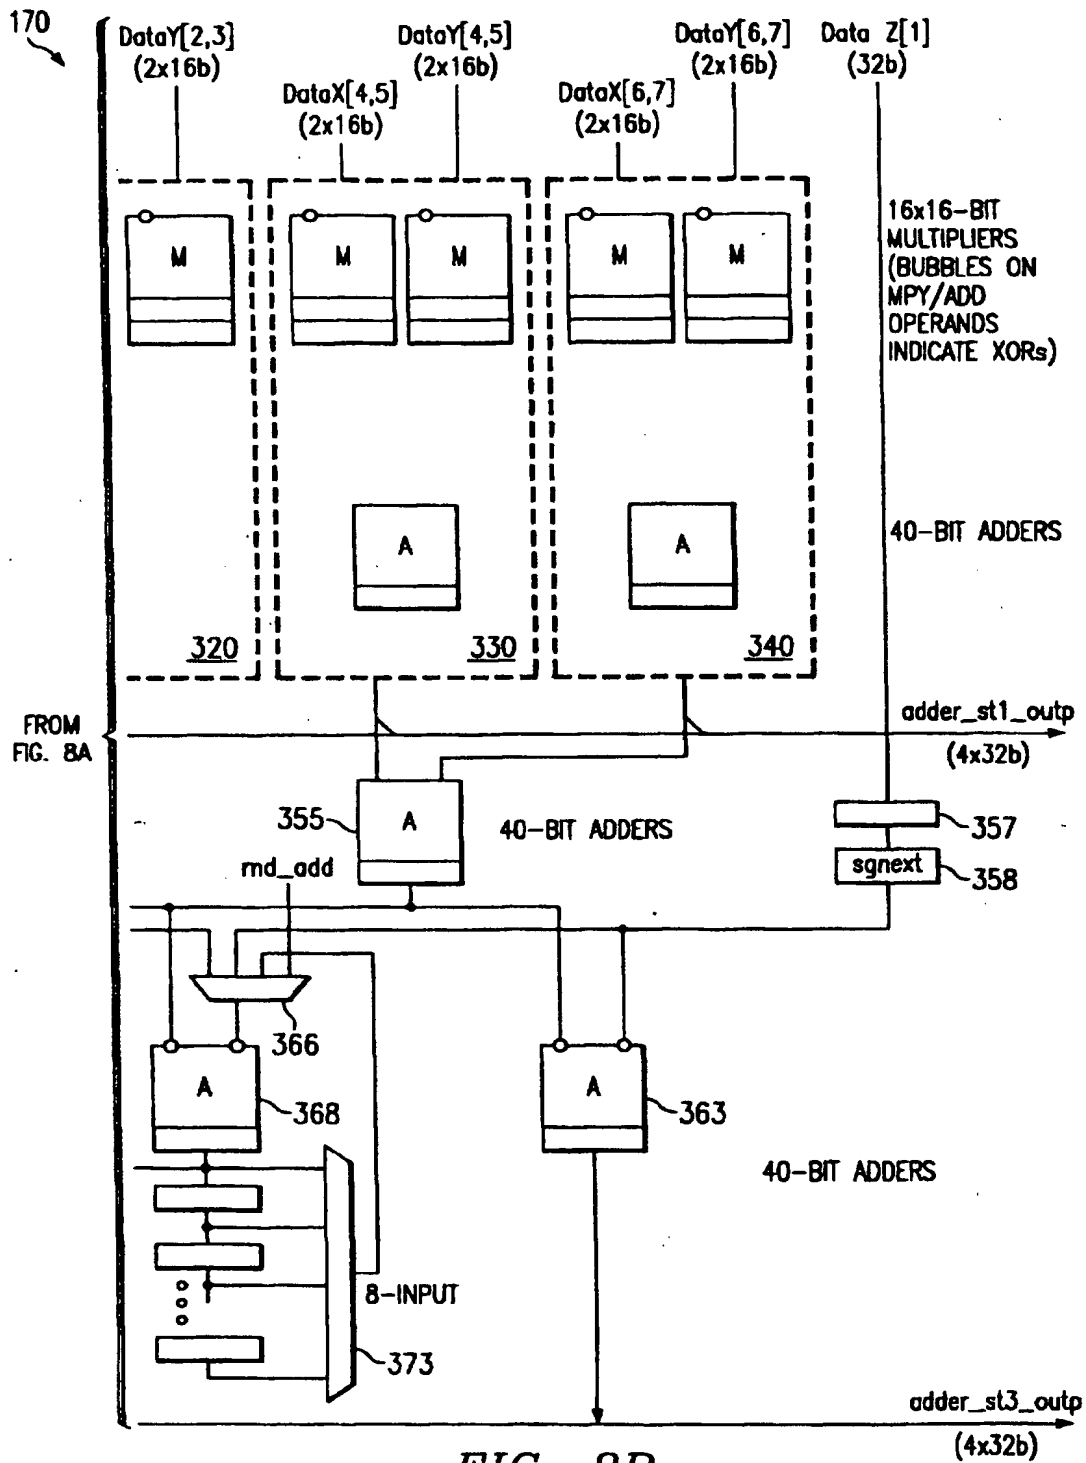 170
DataY[2,3]
(2x16b)
DataY[4,5]
(2x16b)
DataY[6,7]
(2x16b)
Data Z[1]
(32b)
DataX[4,5]
(2x16b)
DataX[6,7]
(2x16b)
M
M
M
M
M
16x16-BIT
MULTIPLIERS
(BUBBLES ON
MPY/ADD
OPERANDS
INDICATE XORs)
A
A
40-BIT ADDERS
320
330
340
FROM
FIG. 8A
adder_st1_outp
(4x32b)
355
A
40-BIT ADDERS
357
sgnext
358
rnd_add
366
A
368
A
363
40-BIT ADDERS
8-INPUT
373
adder_st3_outp
(4x32b)
FIG. 8B